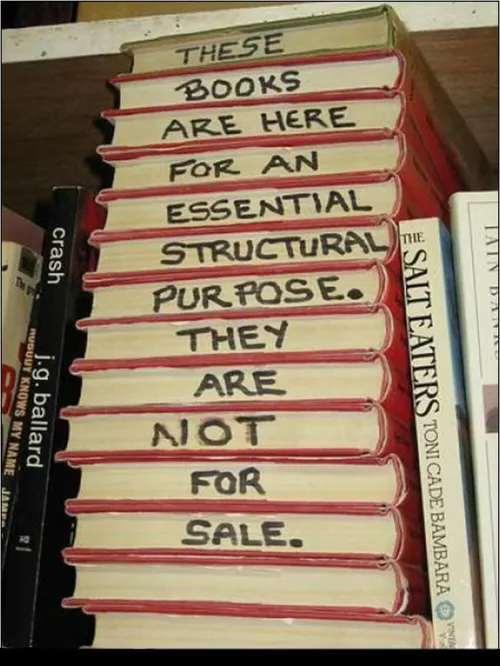 THESE
BOOKS
ARE HERE
FOR AN
ESSENTIAL
STRUCTURAL
PURPOSE.
THEY
ARE
NOT
FOR
SALE.
crash
j.g. ballard
NOBODY KNOWS MY NAME
THE SALT EATERS TONI CADE BAMBARA